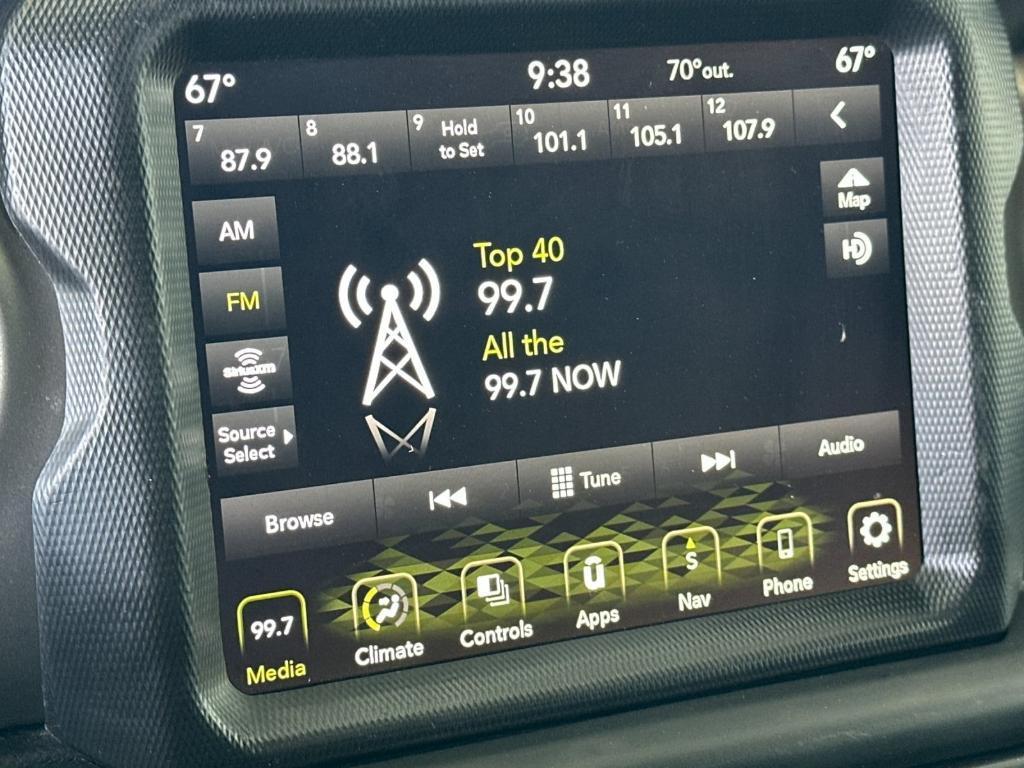 67° 9:38 70° out. 67°
7 8 9 Hold 10 11 12
87.9 88.1 to Set 101.1 105.1 107.9
Map
AM
HD
Top 40
FM 99.7
All the
SiriusXM 99.7 NOW
Source
Select
Browse Tune Audio
99.7 S
Media Climate Controls Apps Nav Phone Settings